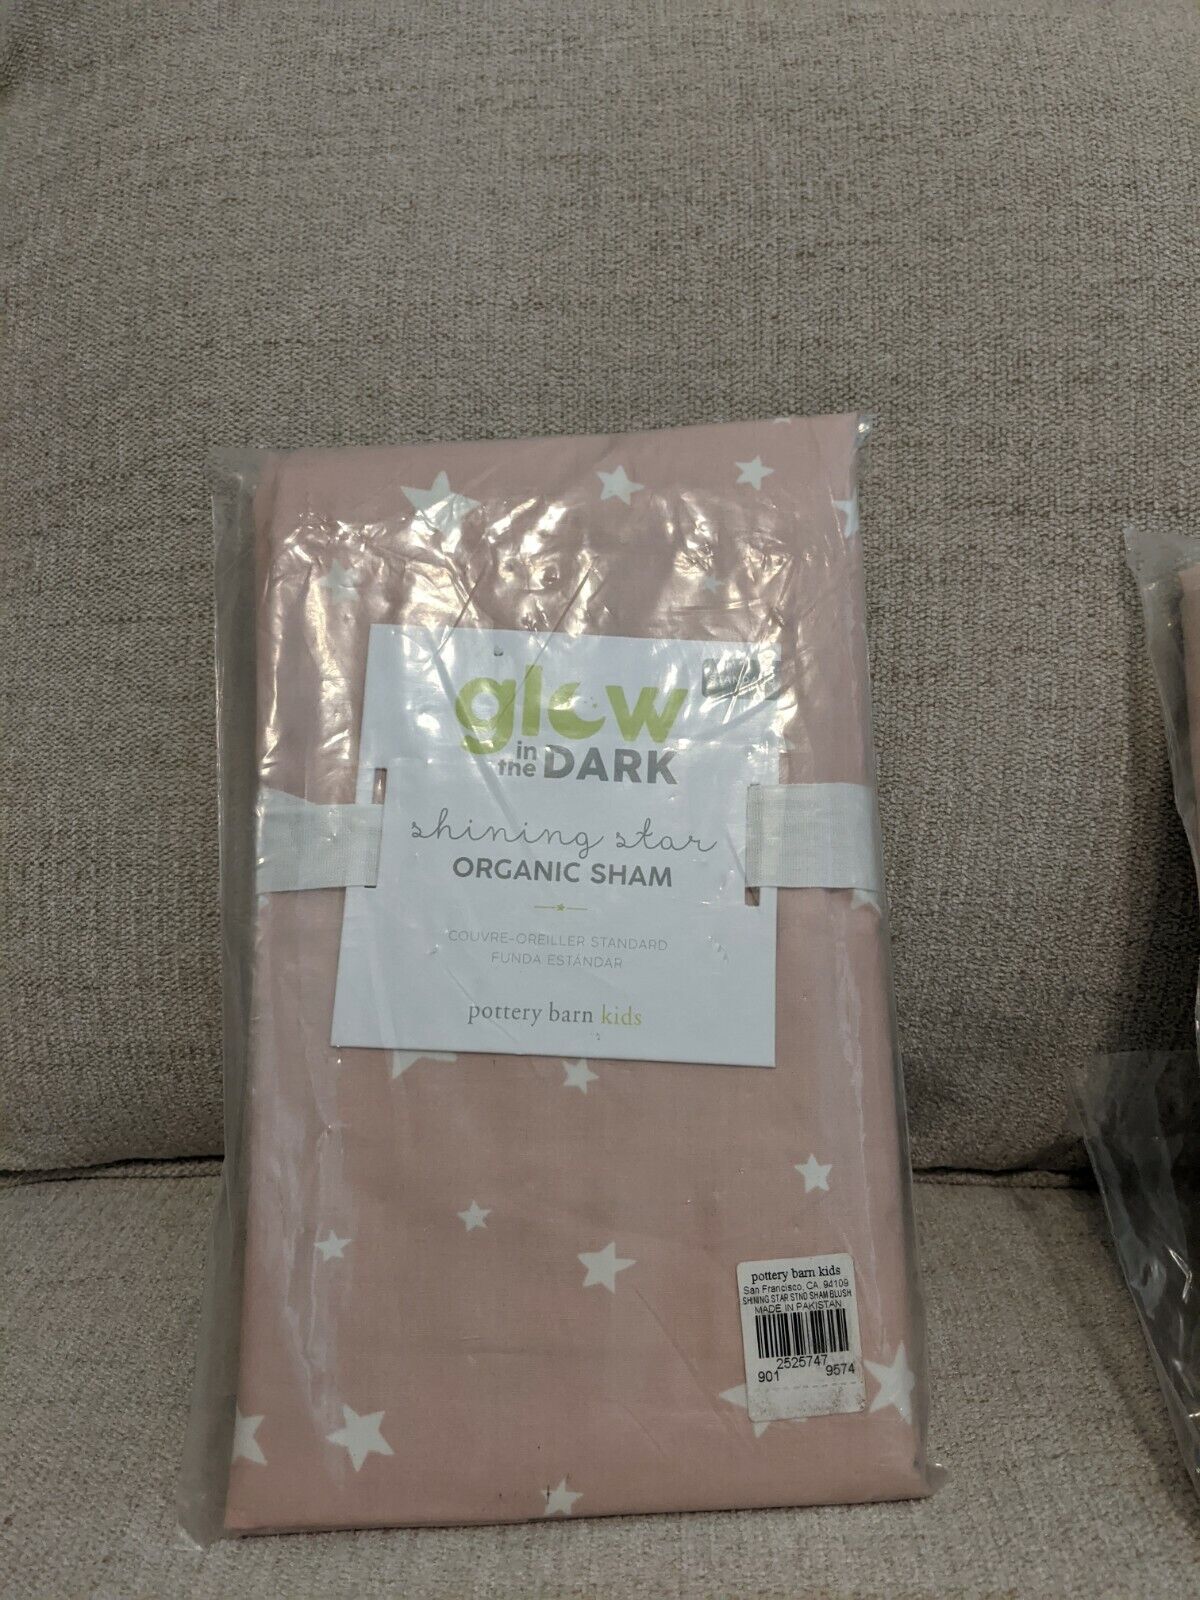 glow
in
the DARK
shining star
ORGANIC SHAM
COUVRE-OREILLER STANDARD
FUNDA ESTÁNDAR
pottery barn kids
pottery barn kids
San Francisco, CA. 94109
SHINING STAR STND SHAM BLUSH
MADE IN PAKISTAN
2525747
901 9574